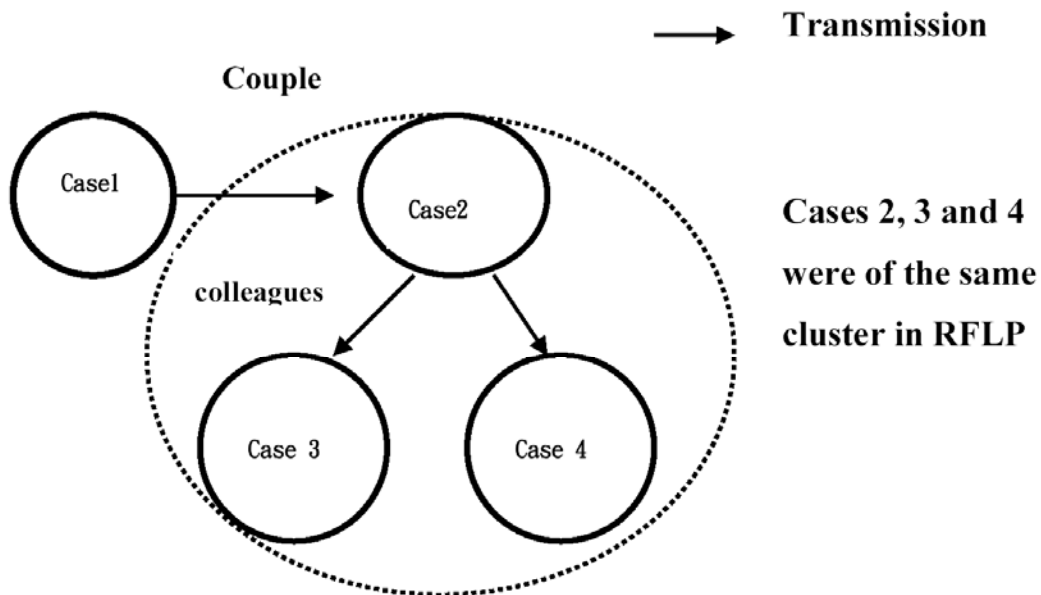 Transmission
Couple
Case1
Case2
Cases 2, 3 and 4
were of the same
cluster in RFLP
colleagues
Case 3
Case 4